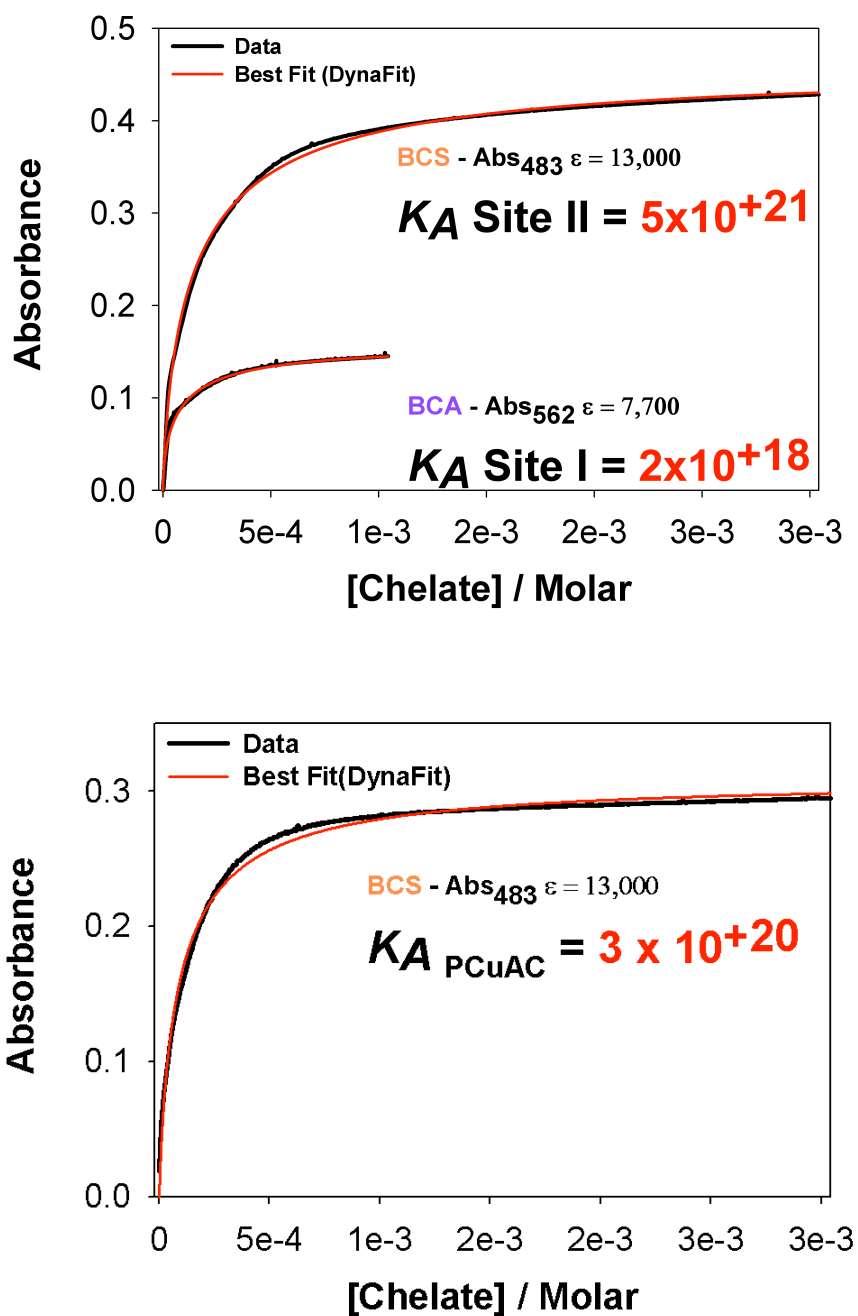 0.5
Data
Best Fit (DynaFit)
0.4
BCS - Abs483 ε = 13,000
0.3
KA Site II = 5x10+21
Absorbance
0.2
0.1
BCA - Abs562 ε = 7,700
KA Site I = 2x10+18
0.0
0 5e-4 1e-3 2e-3 2e-3 3e-3 3e-3
[Chelate] / Molar
Data
Best Fit(DynaFit)
0.3
BCS - Abs483 ε = 13,000
KA PCuAC = 3 x 10+20
0.2
Absorbance
0.1
0.0
0 5e-4 1e-3 2e-3 2e-3 3e-3 3e-3
[Chelate] / Molar